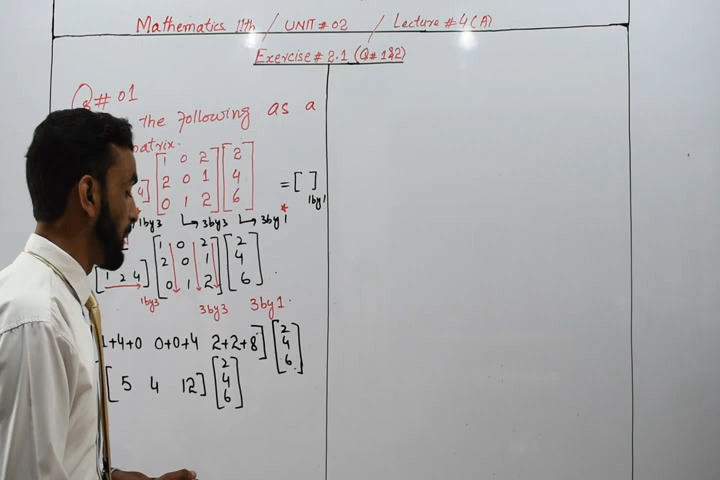 Mathematics 11th / UNIT # 02 / Lecture # 4(A)
Exercise # 2.1 (Q# 1&2)
Q# 01
The following as a
matrix.
4] [1 0 2 [2
2 0 1 4 = [ ]
0 1 2] 6] 1by1
1by3 ↳ 3by3 ↳ 3by1 *
[1 0 2] [2
[1 2 4] 2 0 1 4
0 1 2] 6]
1by3 3by3 3by1.
1+4+0 0+0+4 2+2+8] [2 4 6]
[5 4 12] [2 4 6]